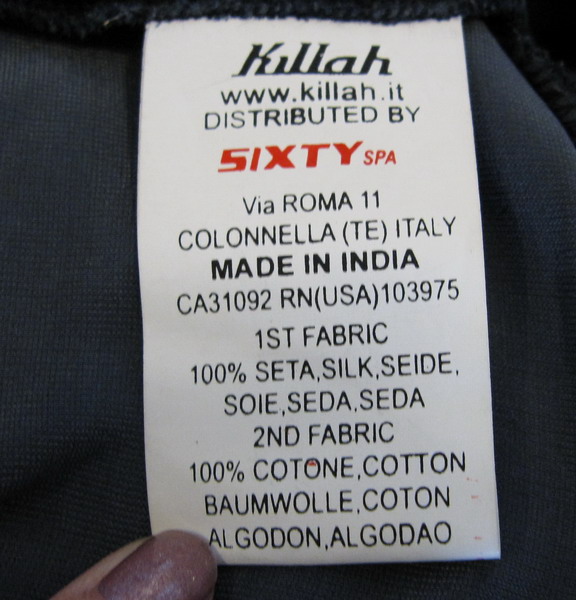 Killah
www.killah.it
DISTRIBUTED BY
SIXTY SPA
Via ROMA 11
COLONNELLA (TE) ITALY
MADE IN INDIA
CA31092 RN(USA)103975
1ST FABRIC
100% SETA,SILK,SEIDE,
SOIE,SEDA,SEDA
2ND FABRIC
100% COTONE,COTTON
BAUMWOLLE,COTON
ALGODON,ALGODAO